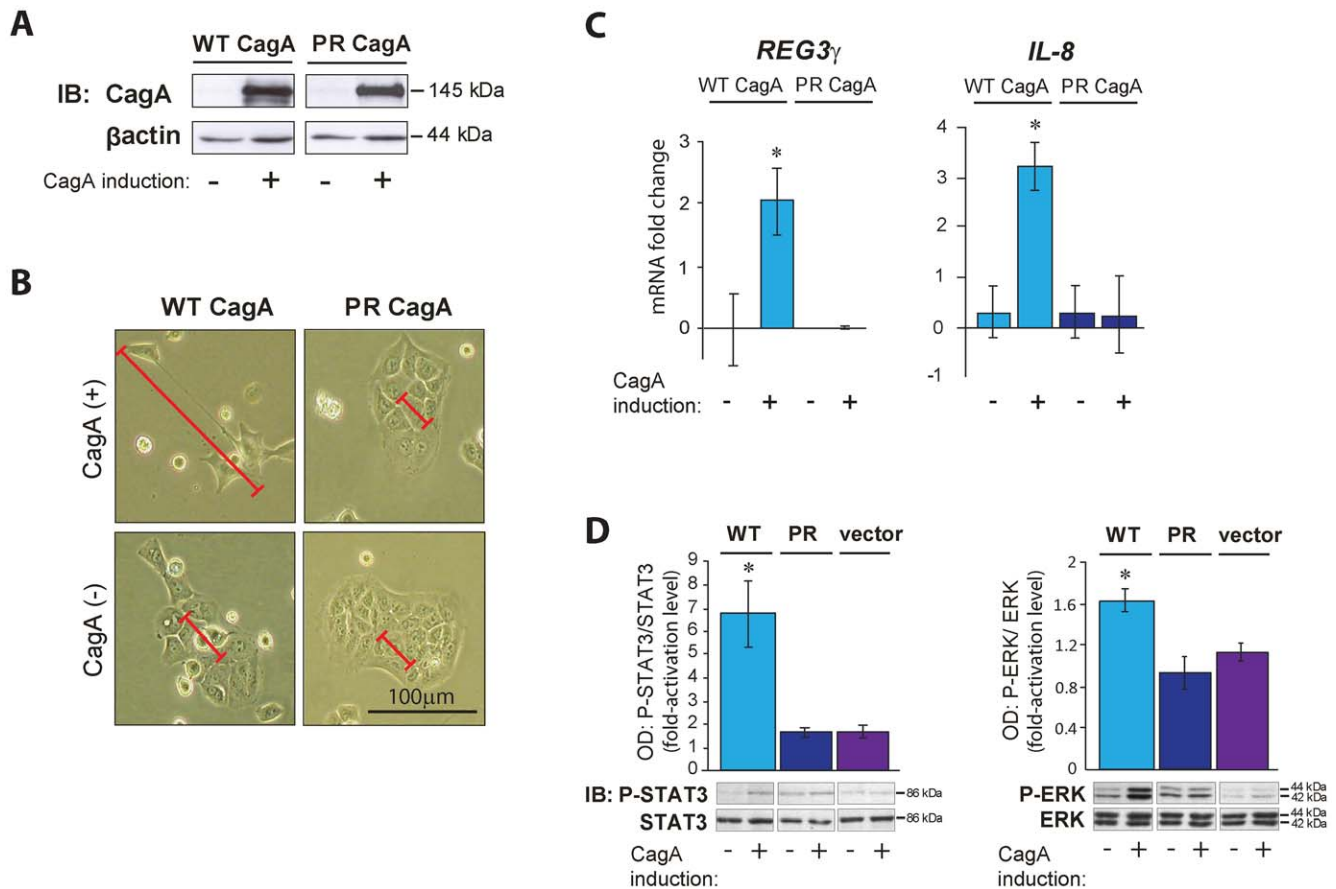 A
WT CagA PR CagA
IB: CagA 145 kDa
βactin 44 kDa
CagA induction: - + - +
B
WT CagA PR CagA
CagA (+)
CagA (-)
100µm
C
REG3γ IL-8
WT CagA PR CagA WT CagA PR CagA
mRNA fold change
3
2
1
0
4
3
2
1
0
-1
*
*
CagA
induction: - + - + - + - +
D
WT PR vector
OD: P-STAT3/STAT3
(fold-activation level)
9
8
7
6
5
4
3
2
1
0
*
IB: P-STAT3 86 kDa
STAT3 86 kDa
CagA - + - + - +
induction:
WT PR vector
OD: P-ERK/ ERK
(fold-activation level)
2
1.6
1.2
0.8
0.4
0
*
P-ERK 44 kDa
42 kDa
ERK 44 kDa
42 kDa
CagA - + - + - +
induction: